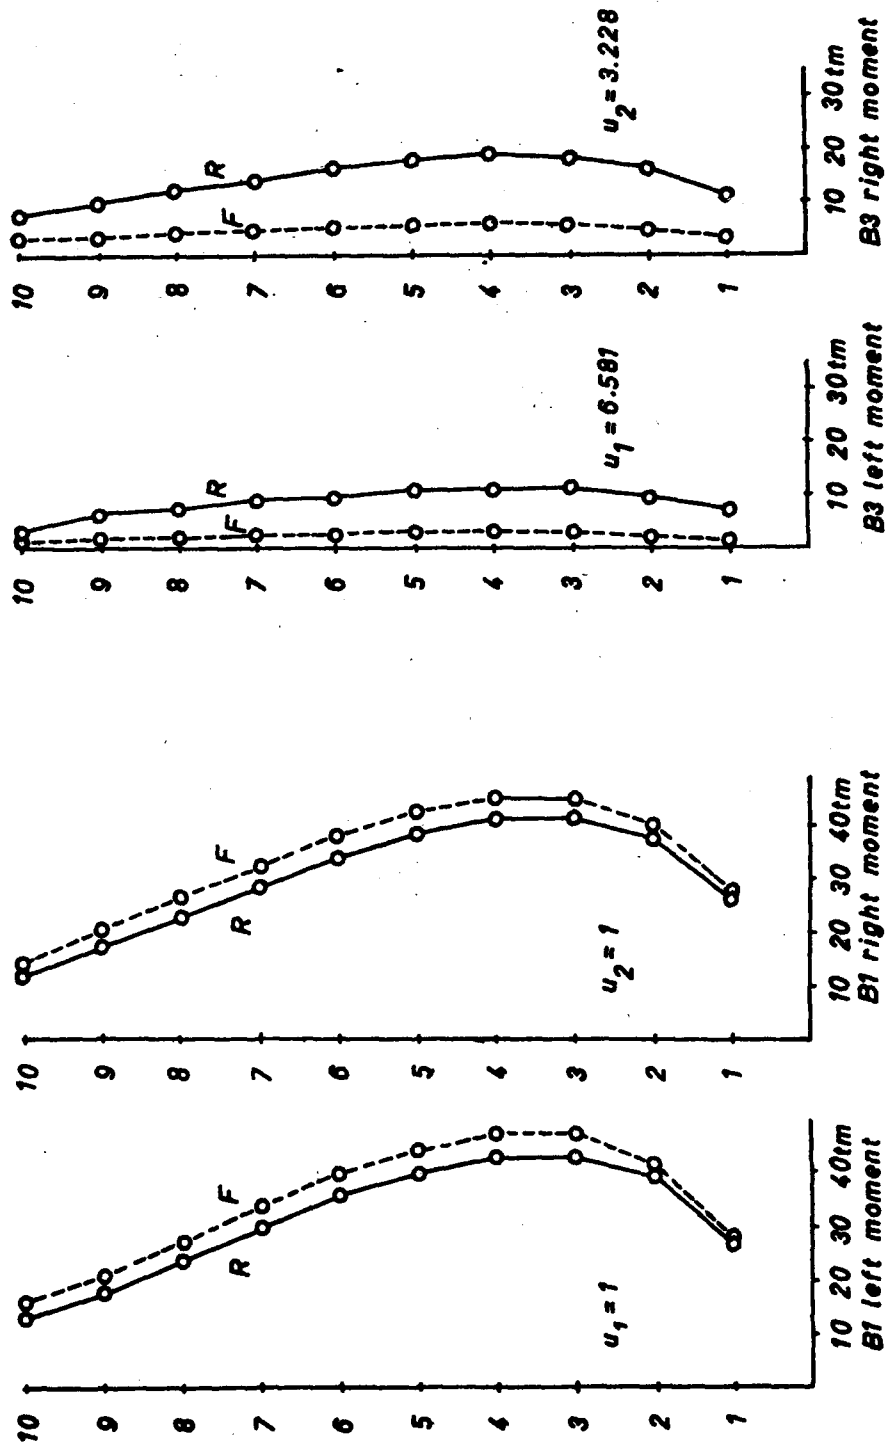 10
9
8
7
6
5
4
3
2
1
F
R
u1 = 1
10 20 30 40tm
B1 left moment
10
9
8
7
6
5
4
3
2
1
F
R
u2 = 1
10 20 30 40tm
B1 right moment
10
9
8
7
6
5
4
3
2
1
F
R
u1 = 6.581
10 20 30tm
B3 left moment
10
9
8
7
6
5
4
3
2
1
F
R
u2 = 3.228
10 20 30tm
B3 right moment